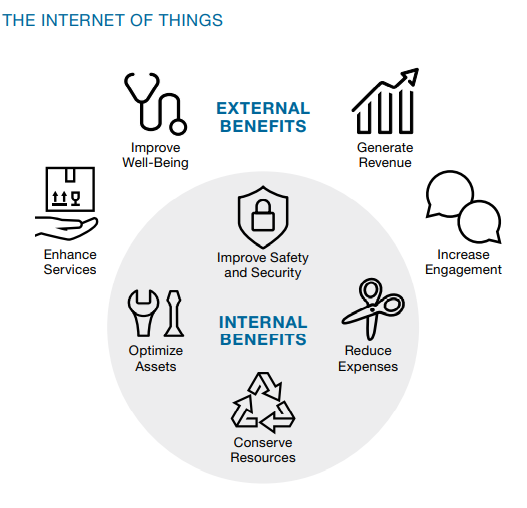 THE INTERNET OF THINGS
EXTERNAL
BENEFITS
Improve
Well-Being
Generate
Revenue
Enhance
Services
Increase
Engagement
Improve Safety
and Security
INTERNAL
BENEFITS
Optimize
Assets
Reduce
Expenses
Conserve
Resources